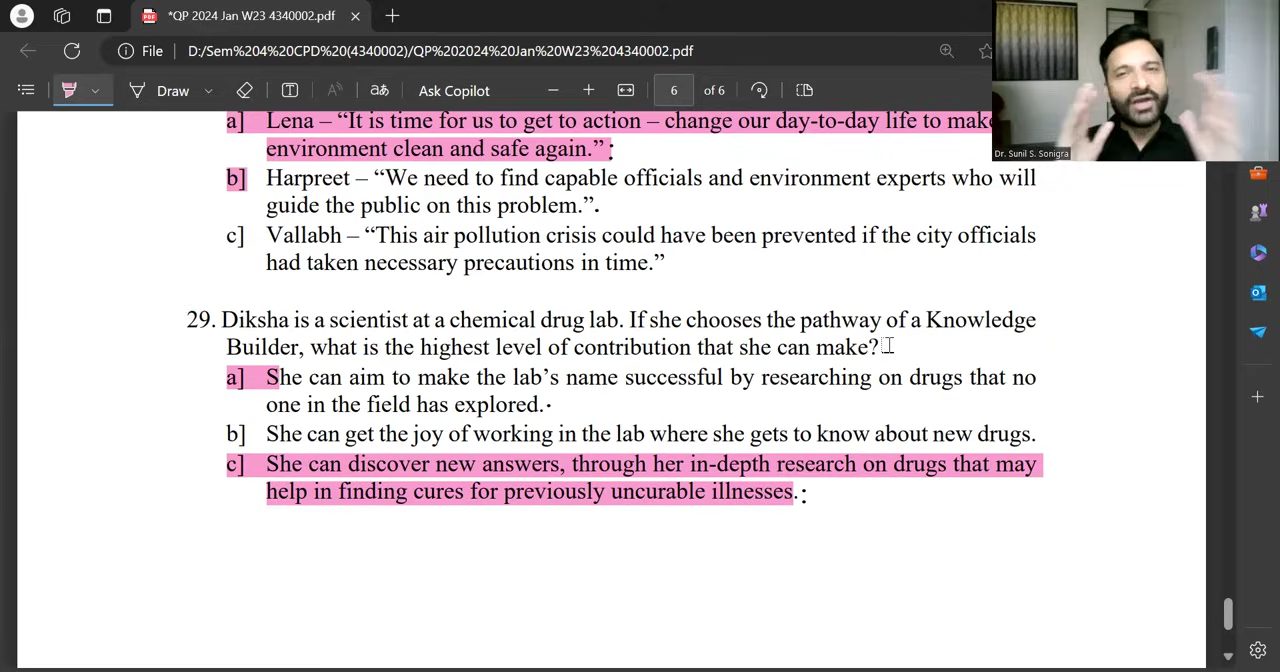 *QP 2024 Jan W23 4340002.pdf
File D:/Sem%204%20CPD%20(4340002)/QP%202024%20Jan%20W23%204340002.pdf
Draw aあ Ask Copilot 6 of 6
a] Lena – “It is time for us to get to action – change our day-to-day life to make
environment clean and safe again.”:
b] Harpreet – “We need to find capable officials and environment experts who will
guide the public on this problem.”.
c] Vallabh – “This air pollution crisis could have been prevented if the city officials
had taken necessary precautions in time.”
29. Diksha is a scientist at a chemical drug lab. If she chooses the pathway of a Knowledge
Builder, what is the highest level of contribution that she can make?
a] She can aim to make the lab’s name successful by researching on drugs that no
one in the field has explored.·
b] She can get the joy of working in the lab where she gets to know about new drugs.
c] She can discover new answers, through her in-depth research on drugs that may
help in finding cures for previously uncurable illnesses.:
Dr. Sunil S. Sonigra